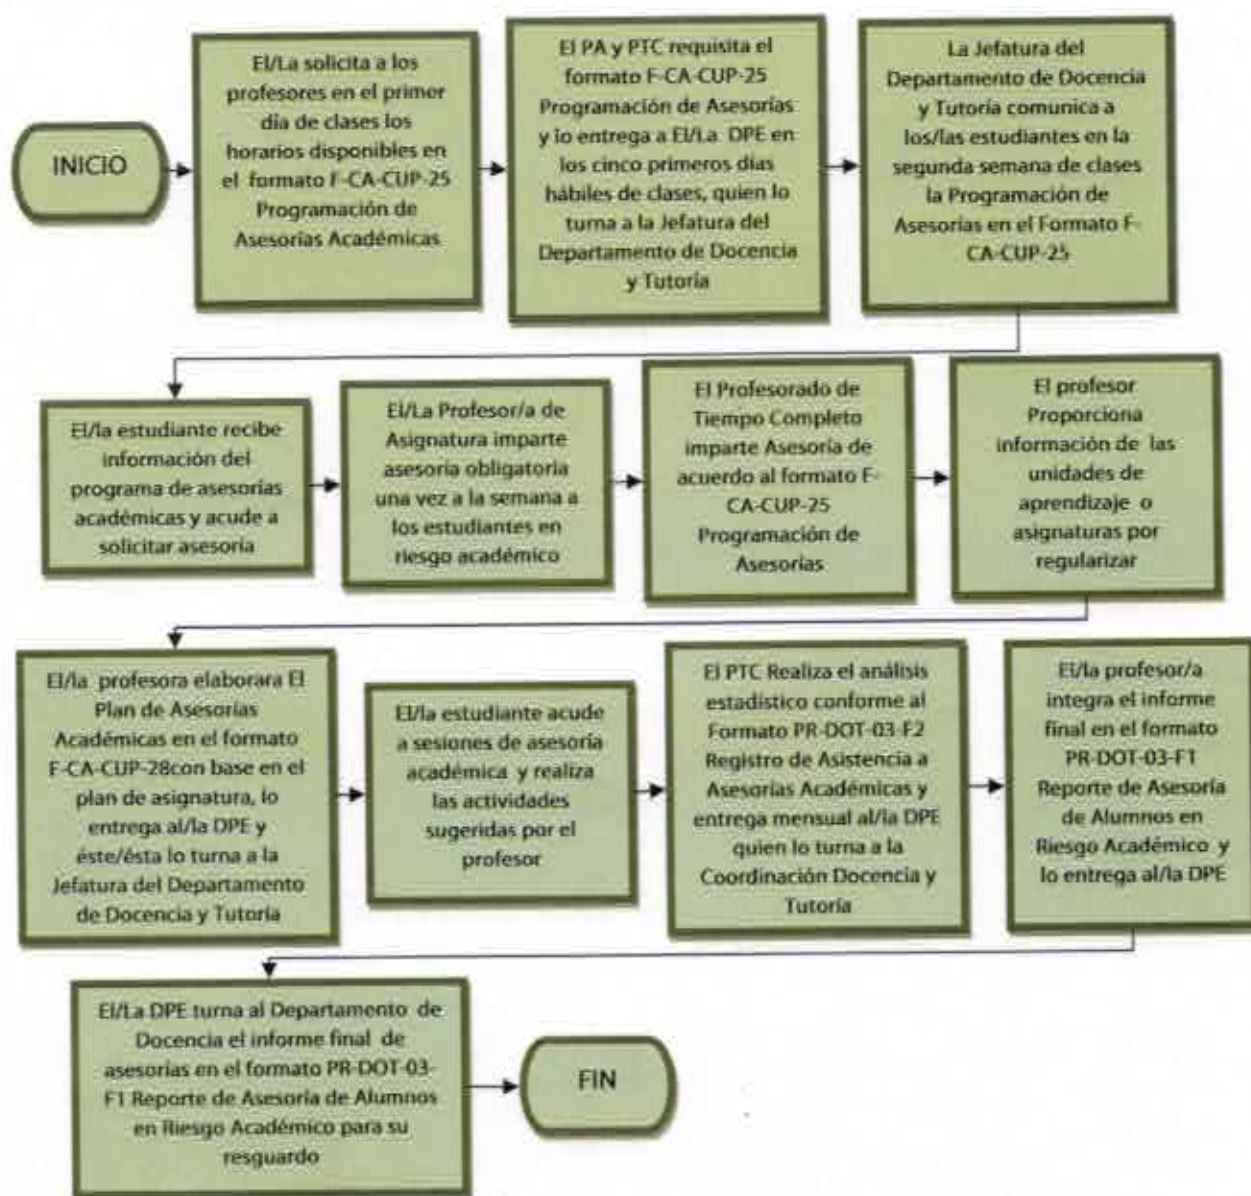 INICIO
El/La solicita a los
profesores en el primer
día de clases los
horarios disponibles en
el formato F-CA-CUP-25
Programación de
Asesorías Académicas
El PA y PTC requisita el
formato F-CA-CUP-25
Programación de Asesorías
y lo entrega a El/La DPE en
los cinco primeros días
hábiles de clases, quien lo
turna a la Jefatura del
Departamento de Docencia
y Tutoría
La Jefatura del
Departamento de Docencia
y Tutoría comunica a
los/las estudiantes en la
segunda semana de clases
la Programación de
Asesorías en el Formato F-
CA-CUP-25
El/la estudiante recibe
información del
programa de asesorías
académicas y acude a
solicitar asesoría
El/La Profesor/a de
Asignatura imparte
asesoría obligatoria
una vez a la semana a
los estudiantes en
riesgo académico
El Profesorado de
Tiempo Completo
imparte Asesoría de
acuerdo al formato F-
CA-CUP-25
Programación de
Asesorías
El profesor
Proporciona
información de las
unidades de
aprendizaje o
asignaturas por
regularizar
El/la profesora elaborara El
Plan de Asesorías
Académicas en el formato
F-CA-CUP-28con base en el
plan de asignatura, lo
entrega al/la DPE y
éste/ésta lo turna a la
Jefatura del Departamento
de Docencia y Tutoría
El/la estudiante acude
a sesiones de asesoría
académica y realiza
las actividades
sugeridas por el
profesor
El PTC Realiza el análisis
estadístico conforme al
Formato PR-DOT-03-F2
Registro de Asistencia a
Asesorías Académicas y
entrega mensual al/la DPE
quien lo turna a la
Coordinación Docencia y
Tutoría
El/la profesor/a
integra el informe
final en el formato
PR-DOT-03-F1
Reporte de Asesoría
de Alumnos en
Riesgo Académico y
lo entrega al/la DPE
El/La DPE turna al Departamento de
Docencia el informe final de
asesorías en el formato PR-DOT-03-
F1 Reporte de Asesoría de Alumnos
en Riesgo Académico para su
resguardo
FIN